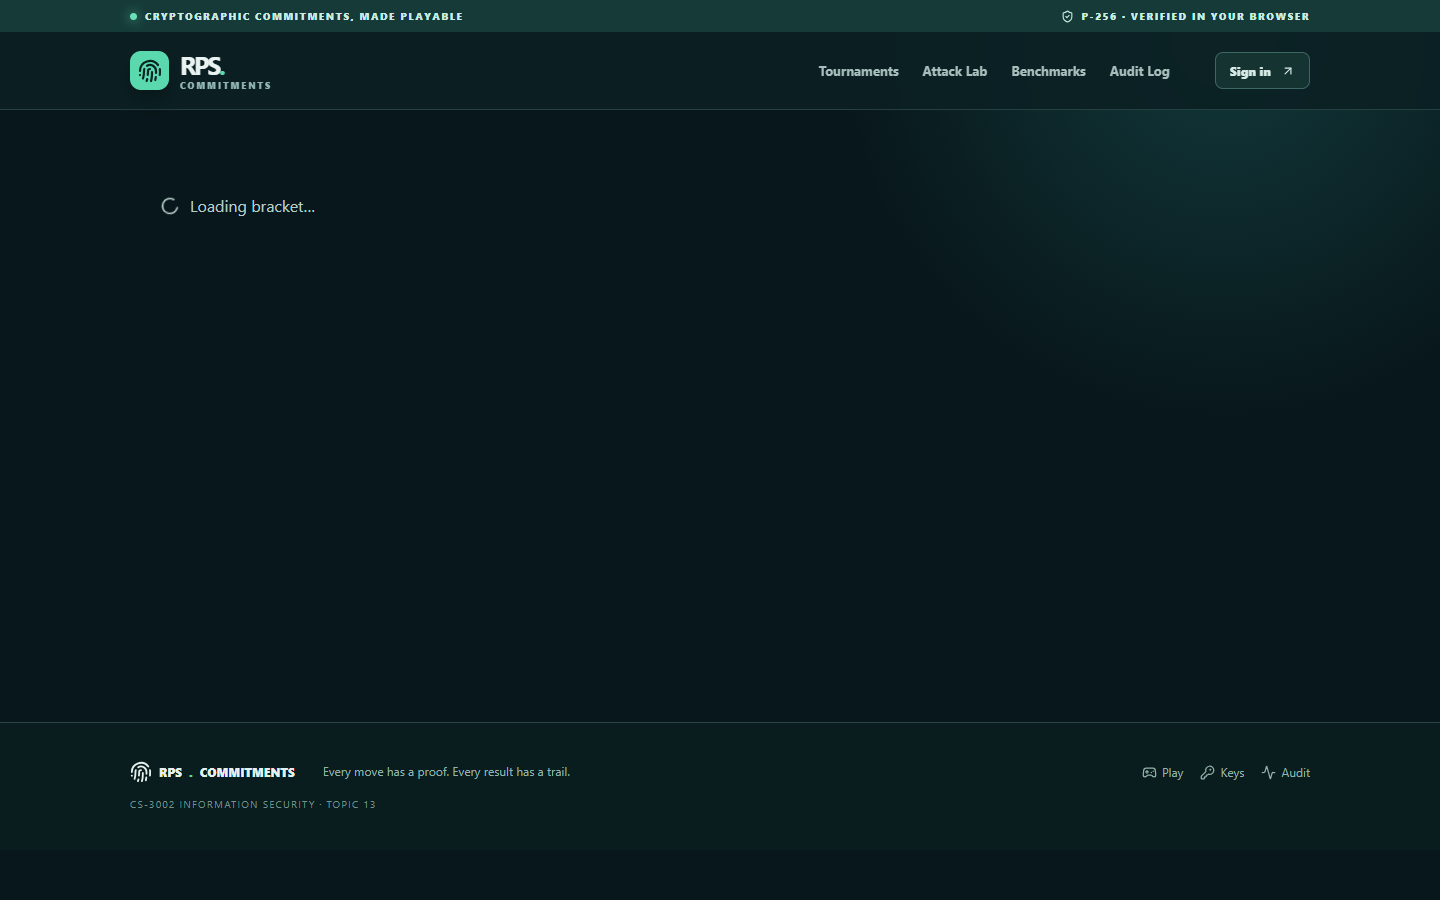 CRYPTOGRAPHIC COMMITMENTS, MADE PLAYABLE
P-256 · VERIFIED IN YOUR BROWSER
RPS.
COMMITMENTS
Tournaments
Attack Lab
Benchmarks
Audit Log
Sign in
Loading bracket...
RPS . COMMITMENTS
Every move has a proof. Every result has a trail.
Play
Keys
Audit
CS-3002 INFORMATION SECURITY · TOPIC 13